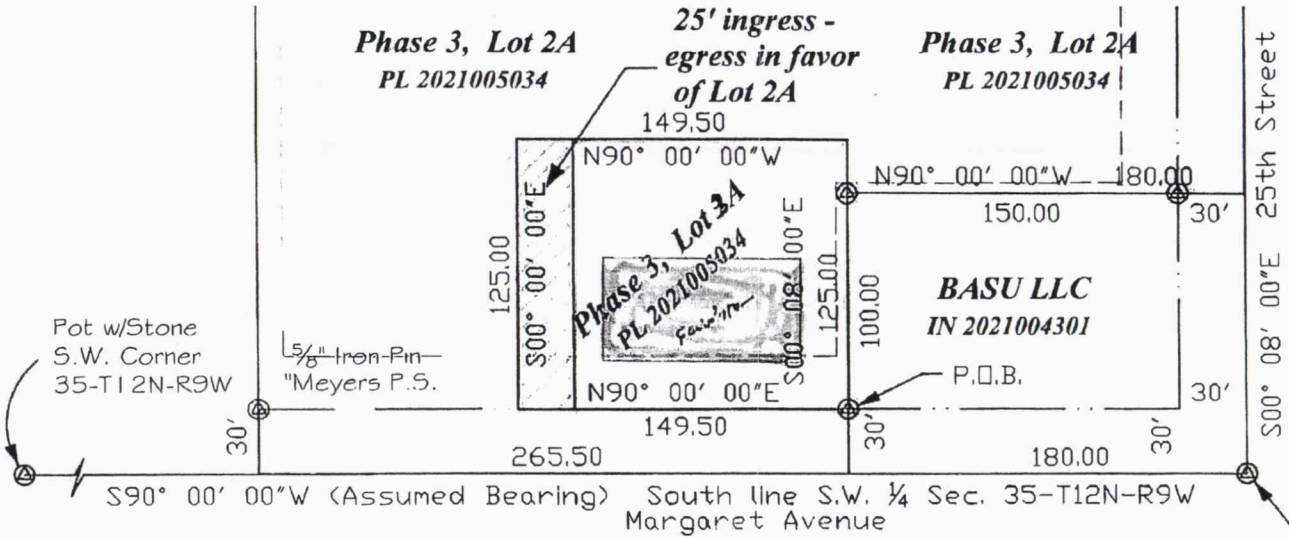 Phase 3, Lot 2A
PL 2021005034
25' ingress -
egress in favor
of Lot 2A
Phase 3, Lot 2A
PL 2021005034
25th Street
149.50
N90° 00' 00"W
N90° 00' 00"W
180.00
150.00
30'
125.00
S00° 00' 00"E
Phase 3, Lot 3A
PL 2021005034
S00° 08' 00"E
125.00
100.00
BASU LLC
IN 2021004301
S00° 08' 00"E
Pot w/Stone
S.W. Corner
35-T12N-R9W
5/8" Iron Pin
"Meyers P.S.
P.O.B.
N90° 00' 00"E
30'
149.50
30'
30'
30'
265.50
180.00
S90° 00' 00"W (Assumed Bearing) South line S.W. ¼ Sec. 35-T12N-R9W
Margaret Avenue